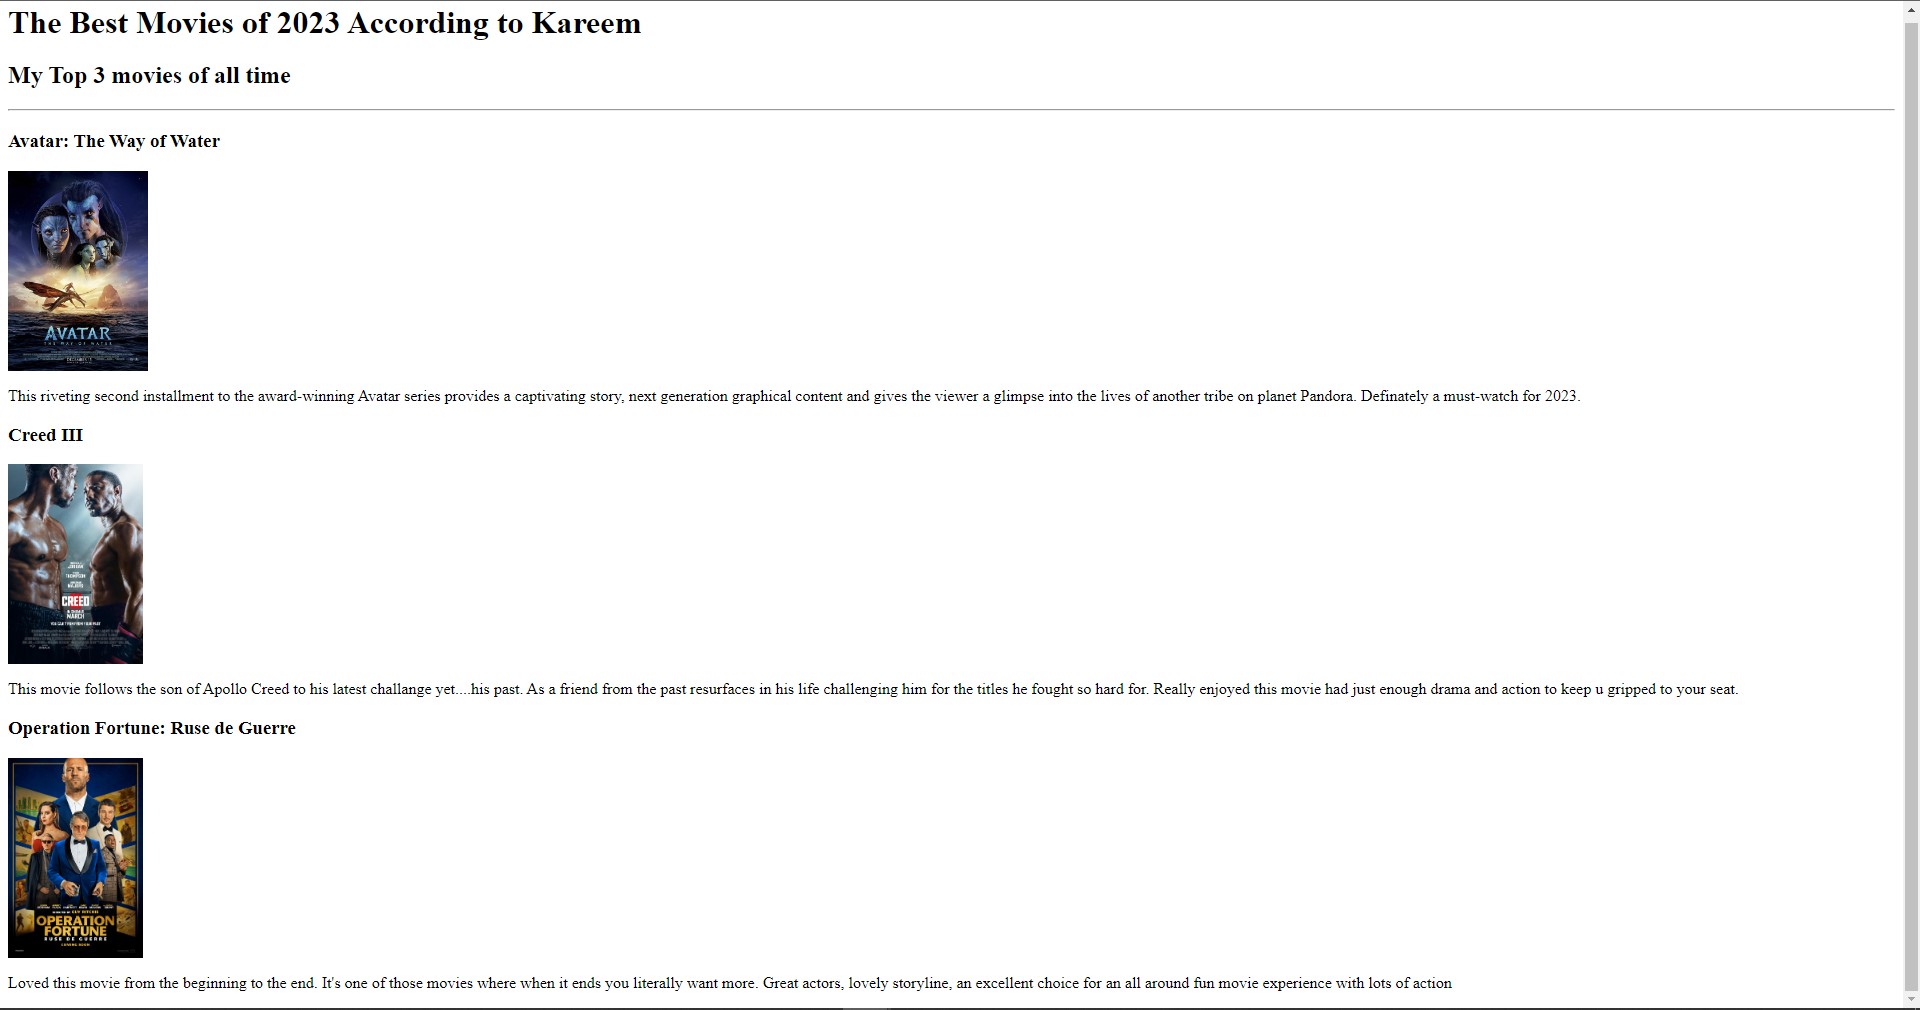 The Best Movies of 2023 According to Kareem
My Top 3 movies of all time
Avatar: The Way of Water
AVATAR
THE WAY OF WATER
This riveting second installment to the award-winning Avatar series provides a captivating story, next generation graphical content and gives the viewer a glimpse into the lives of another tribe on planet Pandora. Definately a must-watch for 2023.
Creed III
JORDAN
THOMPSON
MAJORS
CREED
MARCH
This movie follows the son of Apollo Creed to his latest challange yet....his past. As a friend from the past resurfaces in his life challenging him for the titles he fought so hard for. Really enjoyed this movie had just enough drama and action to keep u gripped to your seat.
Operation Fortune: Ruse de Guerre
OPERATION
FORTUNE
RUSE DE GUERRE
COMING SOON
Loved this movie from the beginning to the end. It's one of those movies where when it ends you literally want more. Great actors, lovely storyline, an excellent choice for an all around fun movie experience with lots of action